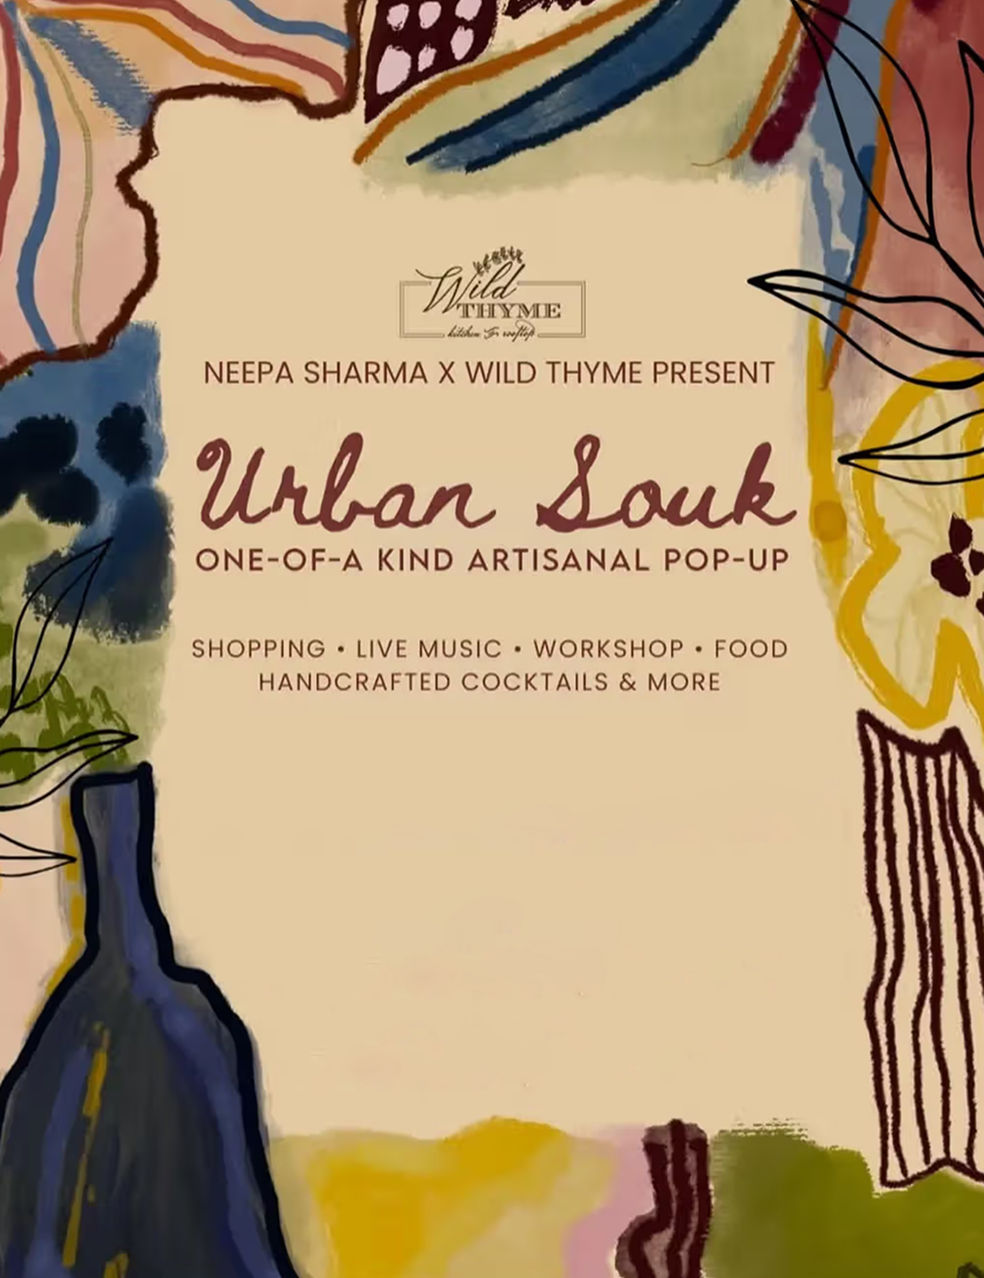 Wild
THYME
kitchen & rooftop
NEEPA SHARMA X WILD THYME PRESENT
Urban Souk
ONE-OF-A KIND ARTISANAL POP-UP
SHOPPING • LIVE MUSIC • WORKSHOP • FOOD
HANDCRAFTED COCKTAILS & MORE